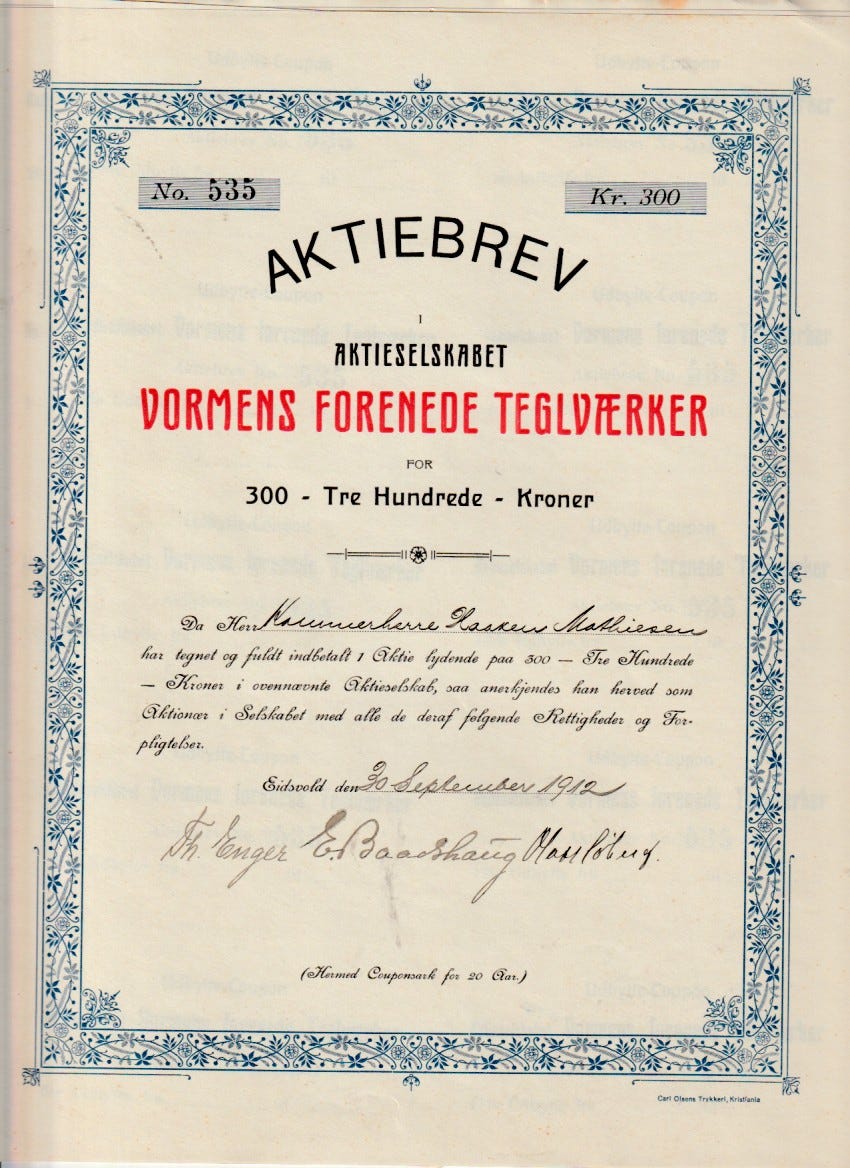 No. 535
Kr. 300
AKTIEBREV
I
AKTIESELSKABET
VORMENS FORENEDE TEGLVÆRKER
FOR
300 - Tre Hundrede - Kroner
Da Herr Kammerherre Haaken Mathiesen
har tegnet og fuldt indbetalt 1 Aktie lydende paa 300 — Tre Hundrede
— Kroner i ovennævnte Aktieselskab, saa anerkjendes han herved som
Aktionær i Selskabet med alle de deraf følgende Rettigheder og For-
pligtelser.
Eidsvold den 30 September 1912
Th. Enger E. Baadshaug
(Hermed Couponsark for 20 Aar.)
Carl Olsens Trykkeri, Kristiania